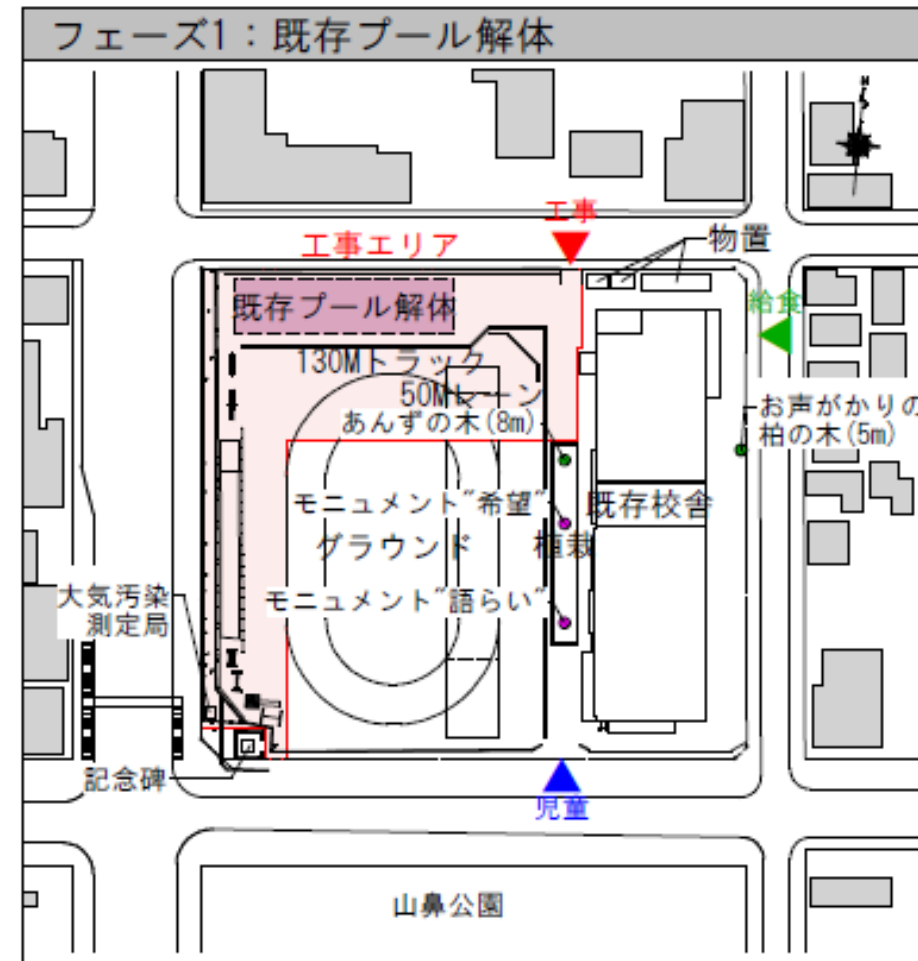 フェーズ1：既存プール解体
N
S
工事
工事エリア
物置
既存プール解体
給食
130Mトラック
50Mレーン
あんずの木(8m)
お声がかりの
柏の木(5m)
モニュメント"希望"
既存校舎
グラウンド
植栽
大気汚染
測定局
モニュメント"語らい"
記念碑
児童
山鼻公園